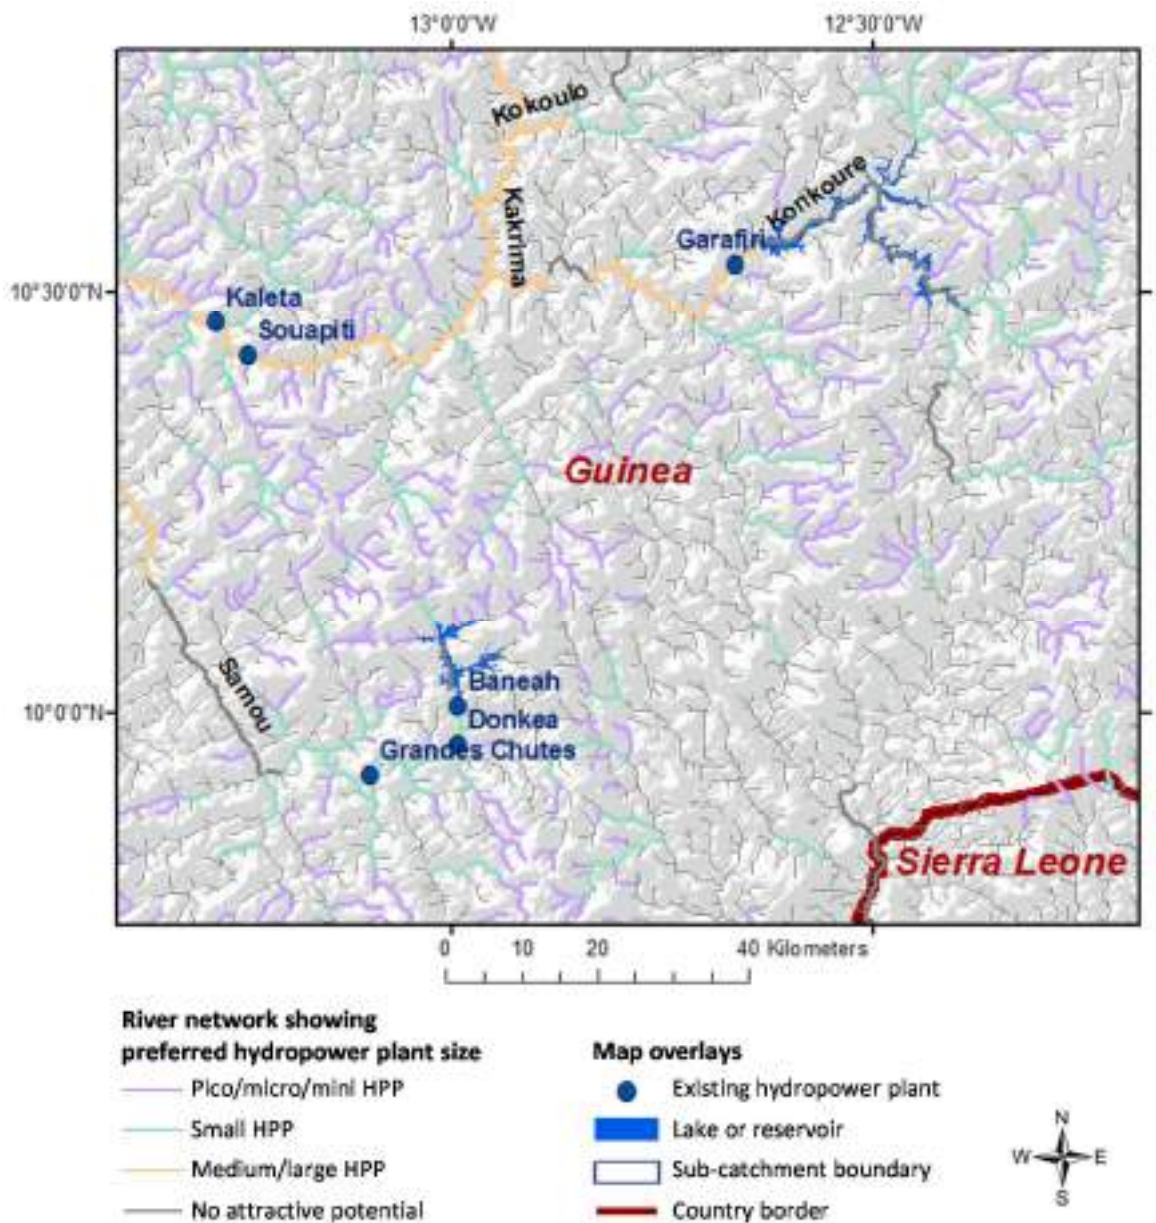 13°0'0"W 12°30'0"W
Kokoulo
Kakrima
Konkoure
Garafiri
10°30'0"N
Kaleta
Souapiti
Guinea
Samou
Baneah
10°0'0"N
Donkea
Grandes Chutes
Sierra Leone
0 10 20 40 Kilometers
River network showing
preferred hydropower plant size
Pico/micro/mini HPP
Small HPP
Medium/large HPP
No attractive potential
Map overlays
Existing hydropower plant
Lake or reservoir
Sub-catchment boundary
Country border
N
W E
S